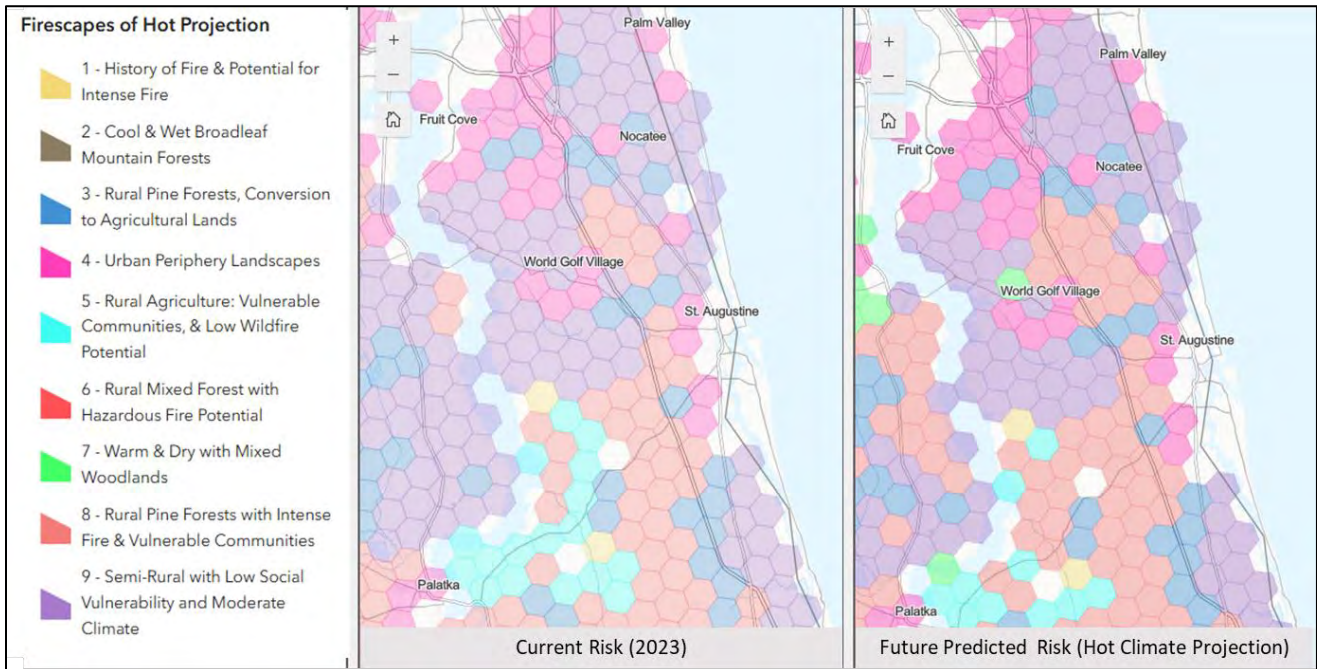 Firescapes of Hot Projection
1 - History of Fire & Potential for
Intense Fire
2 - Cool & Wet Broadleaf
Mountain Forests
3 - Rural Pine Forests, Conversion
to Agricultural Lands
4 - Urban Periphery Landscapes
5 - Rural Agriculture: Vulnerable
Communities, & Low Wildfire
Potential
6 - Rural Mixed Forest with
Hazardous Fire Potential
7 - Warm & Dry with Mixed
Woodlands
8 - Rural Pine Forests with Intense
Fire & Vulnerable Communities
9 - Semi-Rural with Low Social
Vulnerability and Moderate
Climate
+
−
Palm Valley
Fruit Cove
Nocatee
World Golf Village
St. Augustine
Palatka
Current Risk (2023)
+
−
Palm Valley
Fruit Cove
Nocatee
World Golf Village
St. Augustine
Palatka
Future Predicted Risk (Hot Climate Projection)